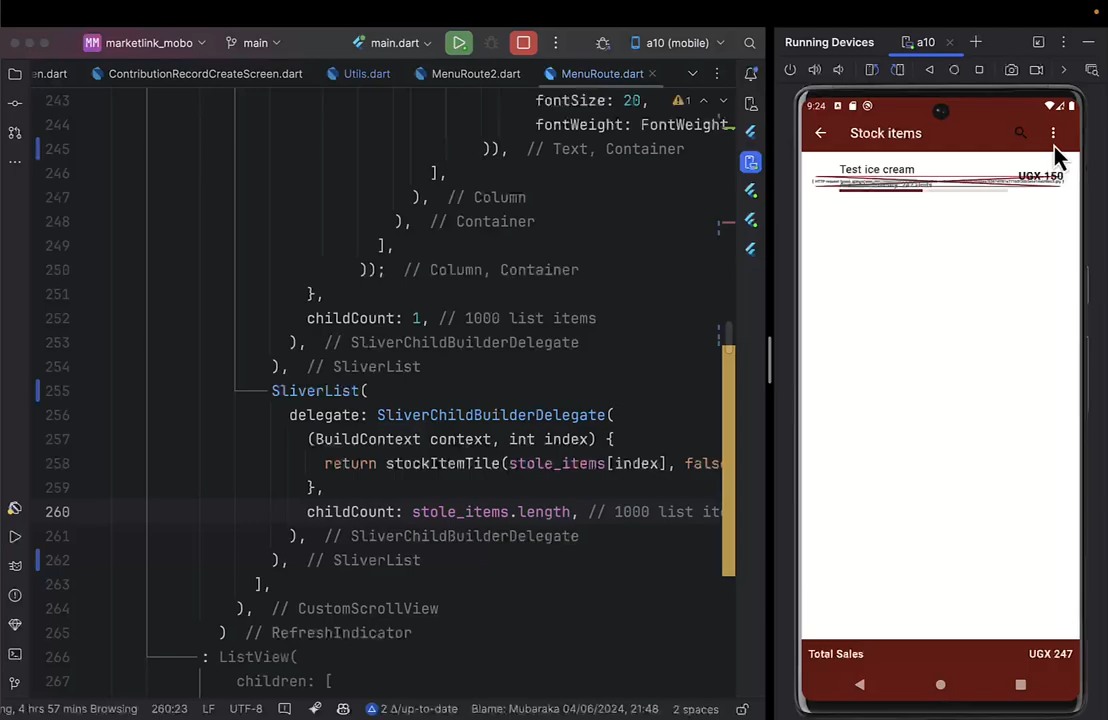 MM marketlink_mobo
main
main.dart
a10 (mobile)
Running Devices
a10
en.dart
ContributionRecordCreateScreen.dart
Utils.dart
MenuRoute2.dart
MenuRoute.dart
243 fontSize: 20,
1
244 fontWeight: FontWeight
245 )), // Text, Container
246 ],
247 ), // Column
248 ), // Container
249 ],
250 )); // Column, Container
251 },
252 childCount: 1, // 1000 list items
253 ), // SliverChildBuilderDelegate
254 ), // SliverList
255 SliverList(
256 delegate: SliverChildBuilderDelegate(
257 (BuildContext context, int index) {
258 return stockItemTile(stole_items[index], fals
259 },
260 childCount: stole_items.length, // 1000 list ite
261 ), // SliverChildBuilderDelegate
262 ), // SliverList
263 ],
264 ), // CustomScrollView
265 ) // RefreshIndicator
266 : ListView(
267 children: [
ng, 4 hrs 57 mins Browsing
260:23
LF
UTF-8
2 Δ/up-to-date
Blame: Mubaraka 04/06/2024, 21:48
2 spaces
9:24
Stock items
Test ice cream
UGX 150
Total Sales
UGX 247